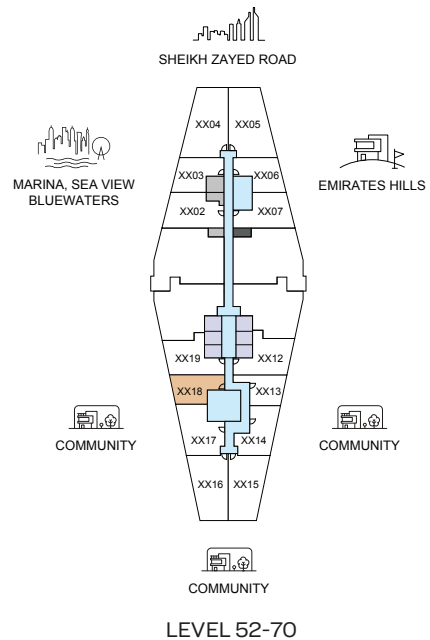 SHEIKH ZAYED ROAD
XX04 XX05
MARINA, SEA VIEW
BLUEWATERS
EMIRATES HILLS
XX03 XX06
XX02 XX07
XX19 XX12
XX18 XX13
COMMUNITY
COMMUNITY
XX17 XX14
XX16 XX15
COMMUNITY
LEVEL 52-70